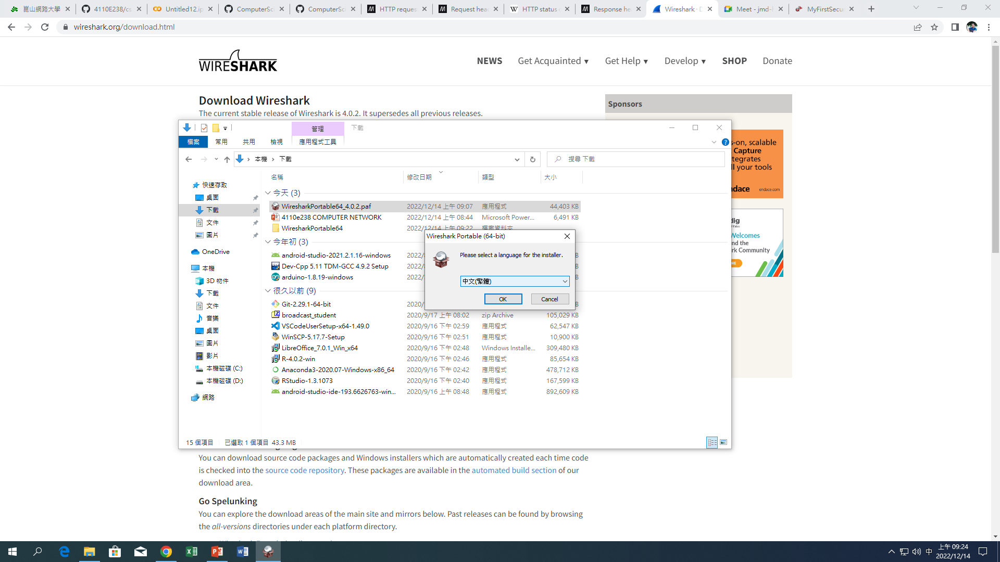 崑山網路大學
4110E238/cs
Untitled12.ip
ComputerSc
ComputerSc
HTTP reques
Request hea
HTTP status
Response he
Wireshark · D
Meet - jmd-
MyFirstSecu
wireshark.org/download.html
WIRESHARK
NEWS
Get Acquainted ▼
Get Help ▼
Develop ▼
SHOP
Donate
Download Wireshark
The current stable release of Wireshark is 4.0.2. It supersedes all previous releases.
Sponsors
管理
下載
檔案
常用
共用
檢視
應用程式工具
本機 › 下載
搜尋 下載
s-on, scalable
Capture
tegrates
ll your tools
ndace
endace.com
dig
Welcomes
nd the
rk Community
名稱
修改日期
類型
大小
快速存取
桌面
下載
文件
圖片
OneDrive
本機
3D 物件
下載
文件
音樂
桌面
圖片
影片
本機磁碟 (C:)
本機磁碟 (D:)
網路
今天 (3)
WiresharkPortable64_4.0.2.paf 2022/12/14 上午 09:07 應用程式 44,403 KB
4110e238 COMPUTER NETWORK 2022/12/14 上午 08:44 Microsoft Power... 6,491 KB
WiresharkPortable64 2022/12/14 上午 09:22 檔案資料夾
今年初 (3)
android-studio-2021.2.1.16-windows 2022/
Dev-Cpp 5.11 TDM-GCC 4.9.2 Setup 2022/
arduino-1.8.19-windows 2022/
很久以前 (9)
Git-2.29.1-64-bit 2020/
broadcast_student 2020/9/17 上午 08:02 zip Archive 105,029 KB
VSCodeUserSetup-x64-1.49.0 2020/9/16 下午 02:59 應用程式 62,547 KB
WinSCP-5.17.7-Setup 2020/9/16 下午 02:51 應用程式 10,900 KB
LibreOffice_7.0.1_Win_x64 2020/9/16 下午 02:48 Windows Installe... 309,480 KB
R-4.0.2-win 2020/9/16 下午 02:46 應用程式 85,654 KB
Anaconda3-2020.07-Windows-x86_64 2020/9/16 下午 02:42 應用程式 478,712 KB
RStudio-1.3.1073 2020/9/16 下午 02:40 應用程式 167,599 KB
android-studio-ide-193.6626763-win... 2020/9/16 上午 08:48 應用程式 892,609 KB
Wireshark Portable (64-bit)
Please select a language for the installer.
中文(繁體)
OK
Cancel
15 個項目
已選取 1 個項目 43.3 MB
You can download source code packages and Windows installers which are automatically created each time code
is checked into the source code repository. These packages are available in the automated build section of our
download area.
Go Spelunking
You can explore the download areas of the main site and mirrors below. Past releases can be found by browsing
the all-versions directories under each platform directory.
中
上午 09:24
2022/12/14